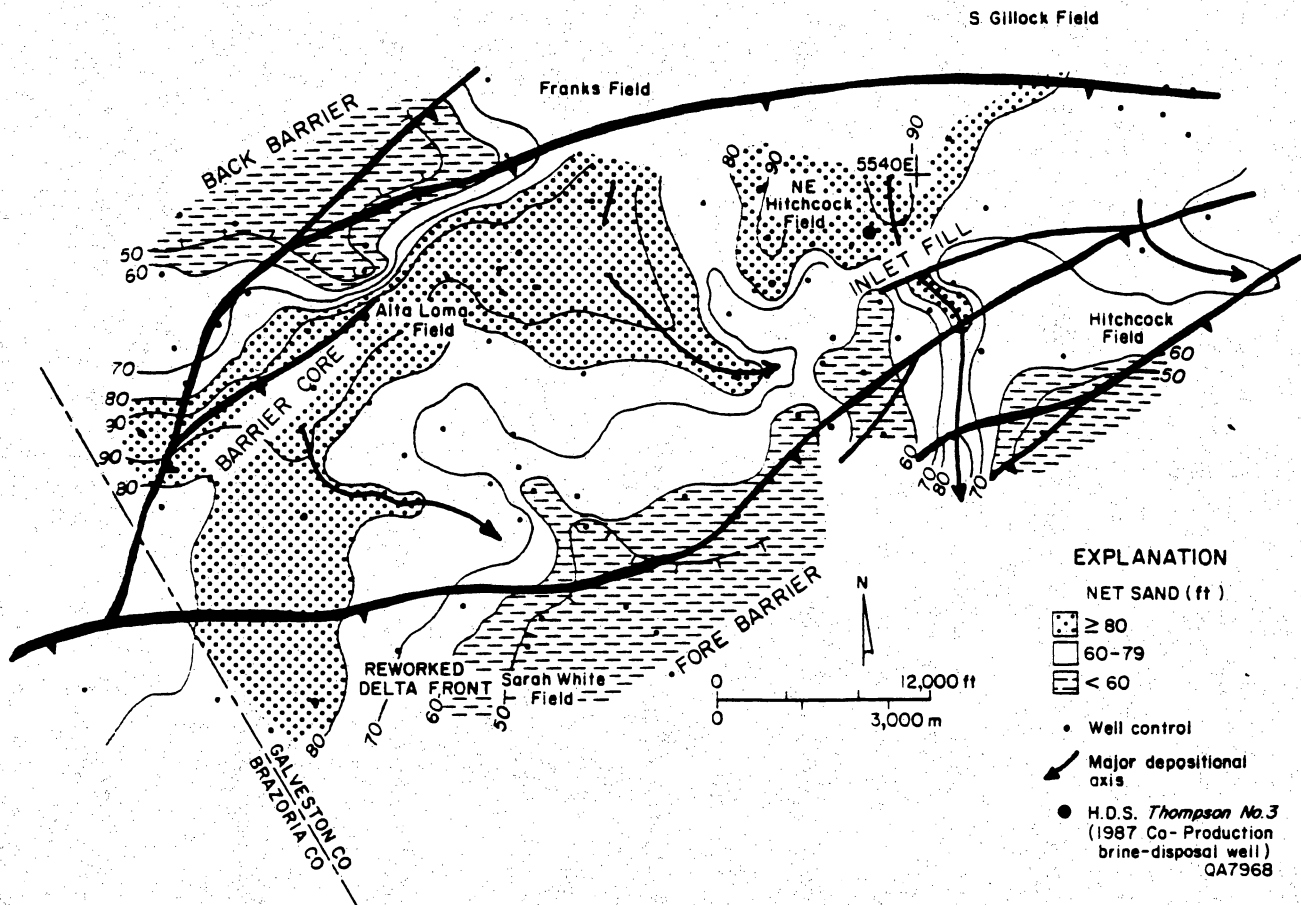 S. Gillock Field
Franks Field
BACK BARRIER
80
90
5540E
-90
NE
Hitchcock
Field
INLET FILL
50
60
Alta Loma
Field
BARRIER CORE
Hitchcock
Field
60
50
70
80
90
90
80
60
70
80
70
FORE BARRIER
REWORKED
DELTA FRONT
Sarah White
Field
80
70
60
50
GALVESTON CO
BRAZORIA CO
N
0 12,000 ft
0 3,000 m
EXPLANATION
NET SAND (ft)
≥ 80
60-79
< 60
Well control
Major depositional
axis
H.D.S. Thompson No. 3
(1987 Co-Production
brine-disposal well)
QA7968